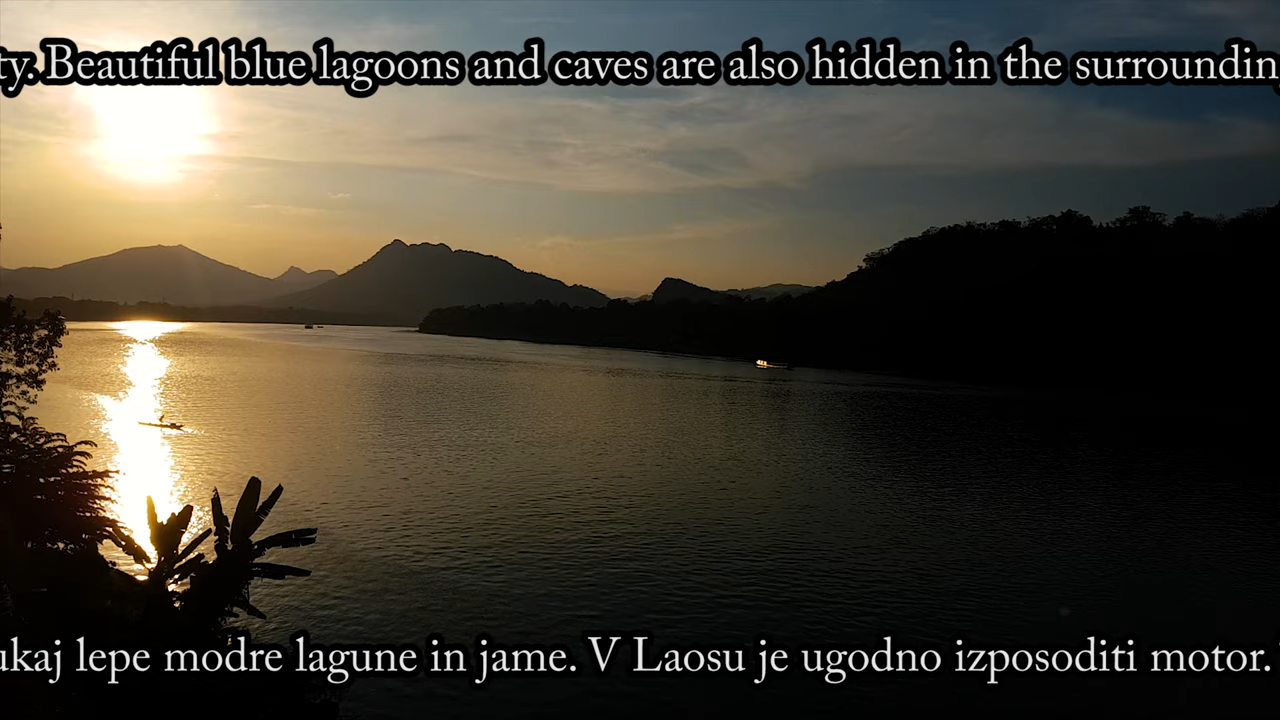 ty. Beautiful blue lagoons and caves are also hidden in the
ukaj lepe modre lagune in jame. V Laosu je ugodno izposoditi motor.